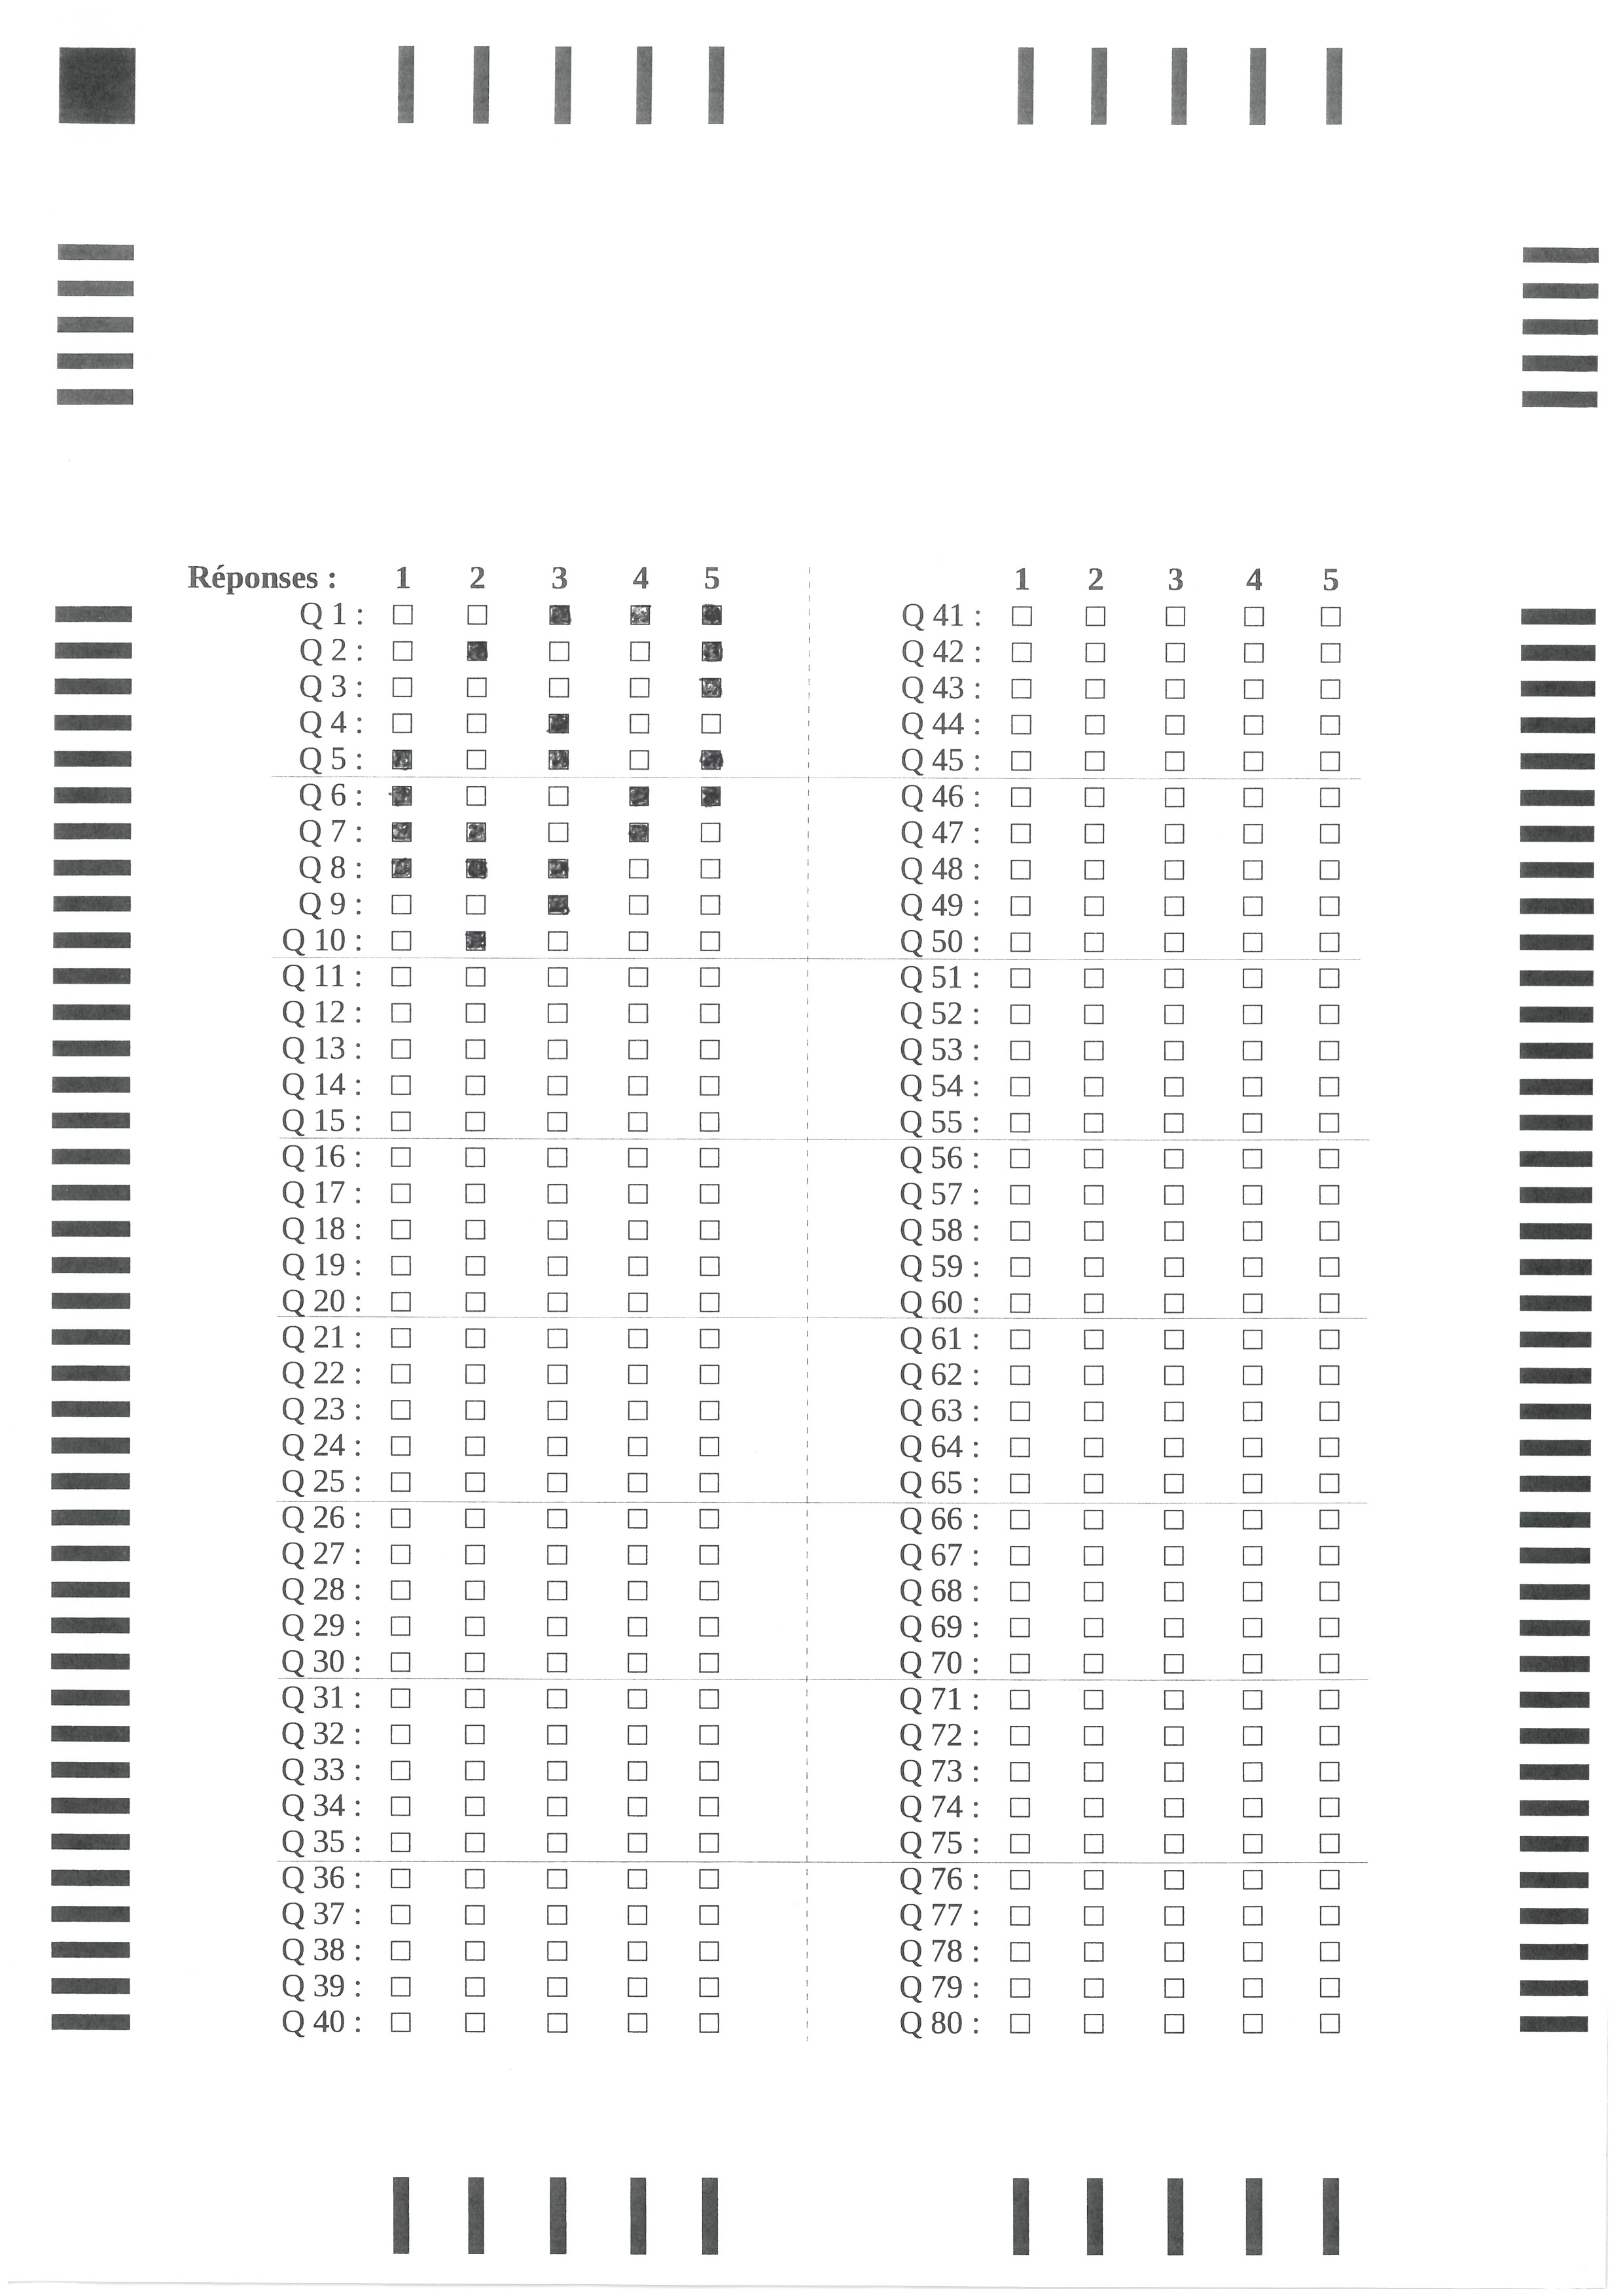 Réponses : 1 2 3 4 5 1 2 3 4 5
Q 1 : Q 41 :
Q 2 : Q 42 :
Q 3 : Q 43 :
Q 4 : Q 44 :
Q 5 : Q 45 :
Q 6 : Q 46 :
Q 7 : Q 47 :
Q 8 : Q 48 :
Q 9 : Q 49 :
Q 10 : Q 50 :
Q 11 : Q 51 :
Q 12 : Q 52 :
Q 13 : Q 53 :
Q 14 : Q 54 :
Q 15 : Q 55 :
Q 16 : Q 56 :
Q 17 : Q 57 :
Q 18 : Q 58 :
Q 19 : Q 59 :
Q 20 : Q 60 :
Q 21 : Q 61 :
Q 22 : Q 62 :
Q 23 : Q 63 :
Q 24 : Q 64 :
Q 25 : Q 65 :
Q 26 : Q 66 :
Q 27 : Q 67 :
Q 28 : Q 68 :
Q 29 : Q 69 :
Q 30 : Q 70 :
Q 31 : Q 71 :
Q 32 : Q 72 :
Q 33 : Q 73 :
Q 34 : Q 74 :
Q 35 : Q 75 :
Q 36 : Q 76 :
Q 37 : Q 77 :
Q 38 : Q 78 :
Q 39 : Q 79 :
Q 40 : Q 80 :